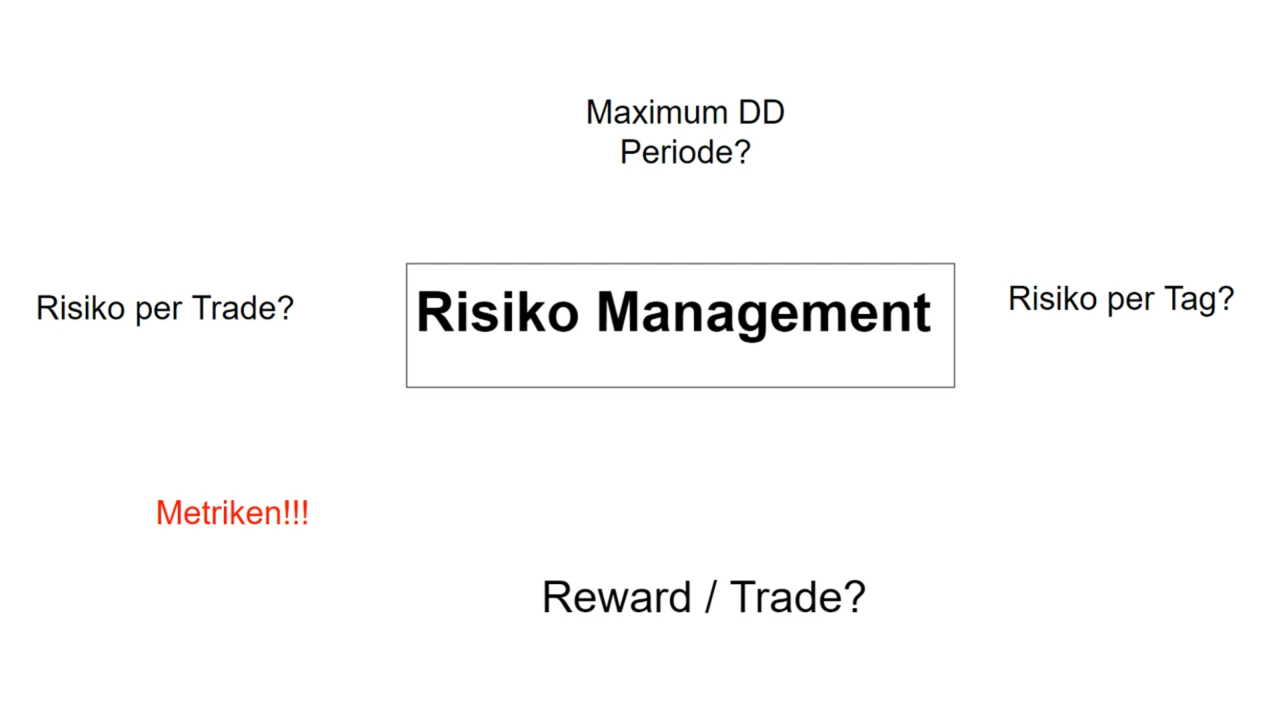 Maximum DD
Periode?
Risiko per Trade?
Risiko Management
Risiko per Tag?
Metriken!!!
Reward / Trade?